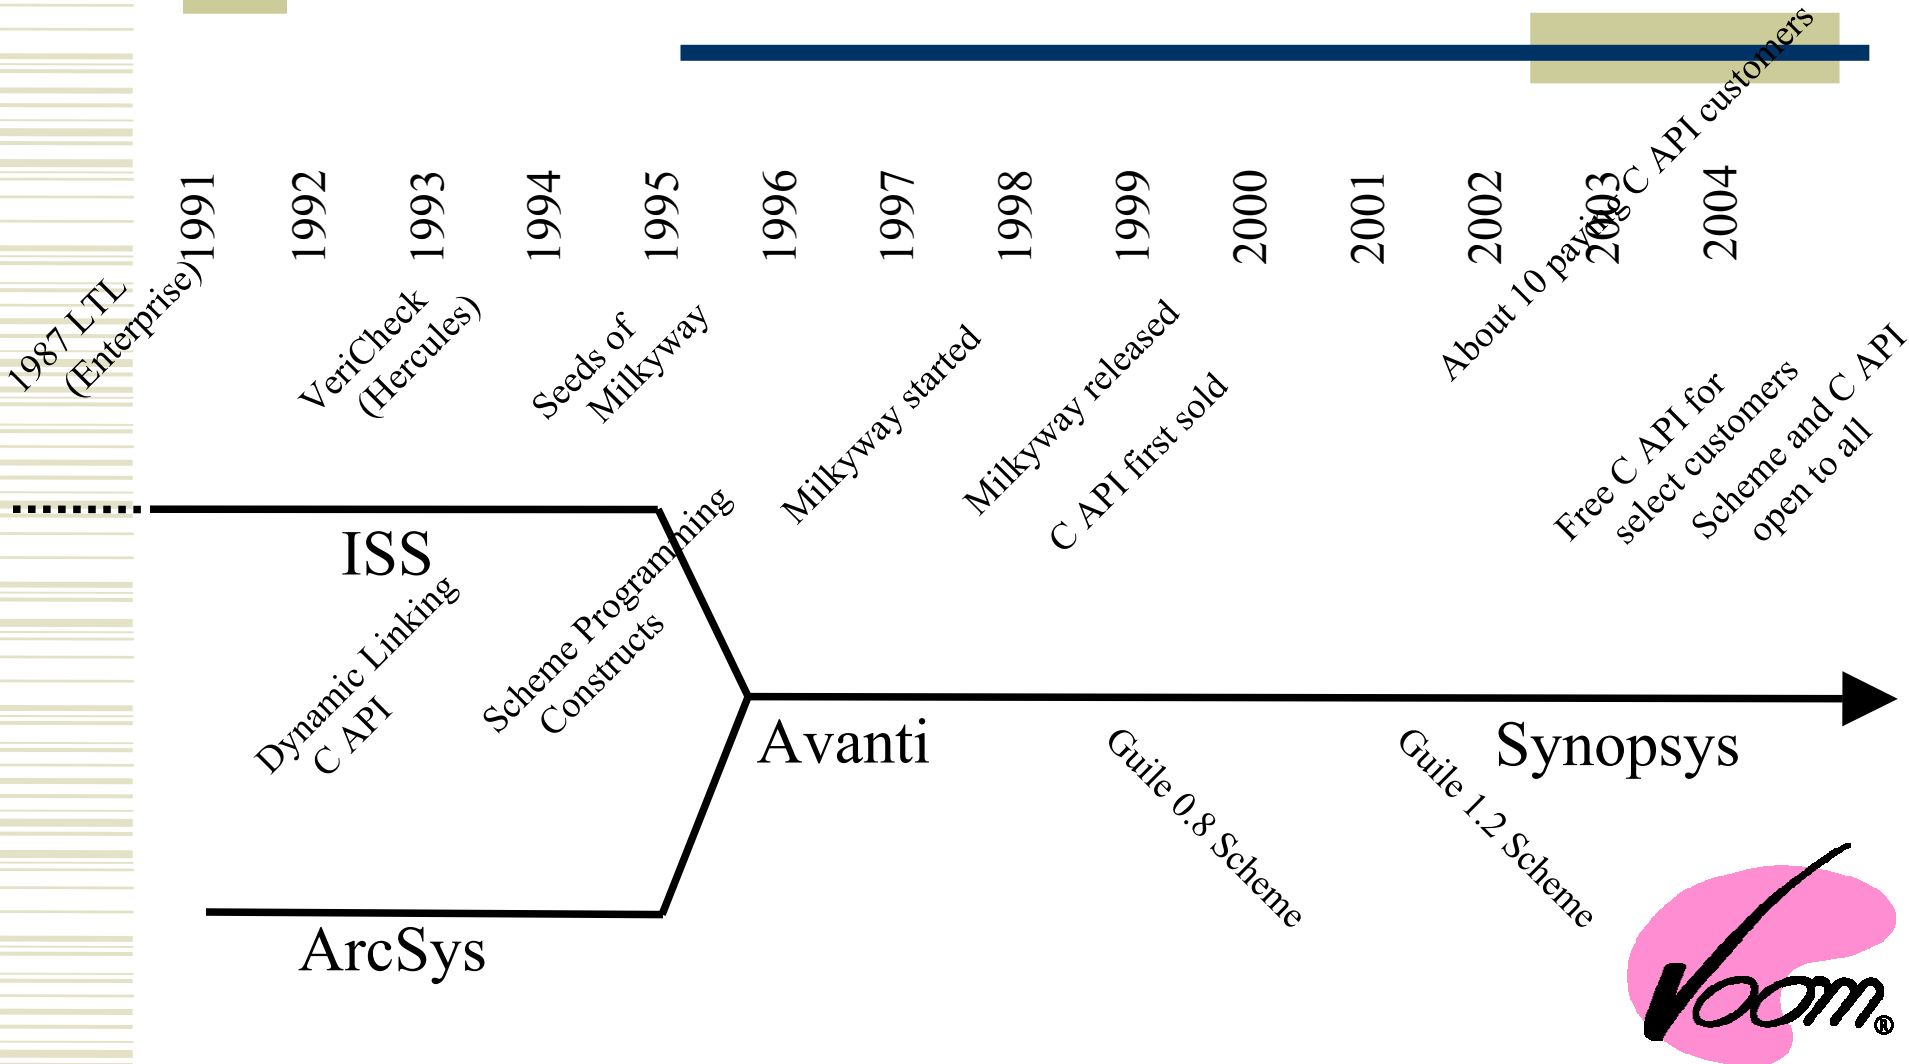 1991
1992
1993
1994
1995
1996
1997
1998
1999
2000
2001
2002
2003
2004
1987 LTL
(Enterprise)
VeriCheck
(Hercules)
Seeds of
Milkyway
Milkyway started
Milkyway released
C API first sold
About 10 paying C API customers
Free C API for
select customers
Scheme and C API
open to all
ISS
Dynamic Linking
C API
Scheme Programming
Constructs
Avanti
Synopsys
Guile 0.8 Scheme
Guile 1.2 Scheme
ArcSys
Voom®